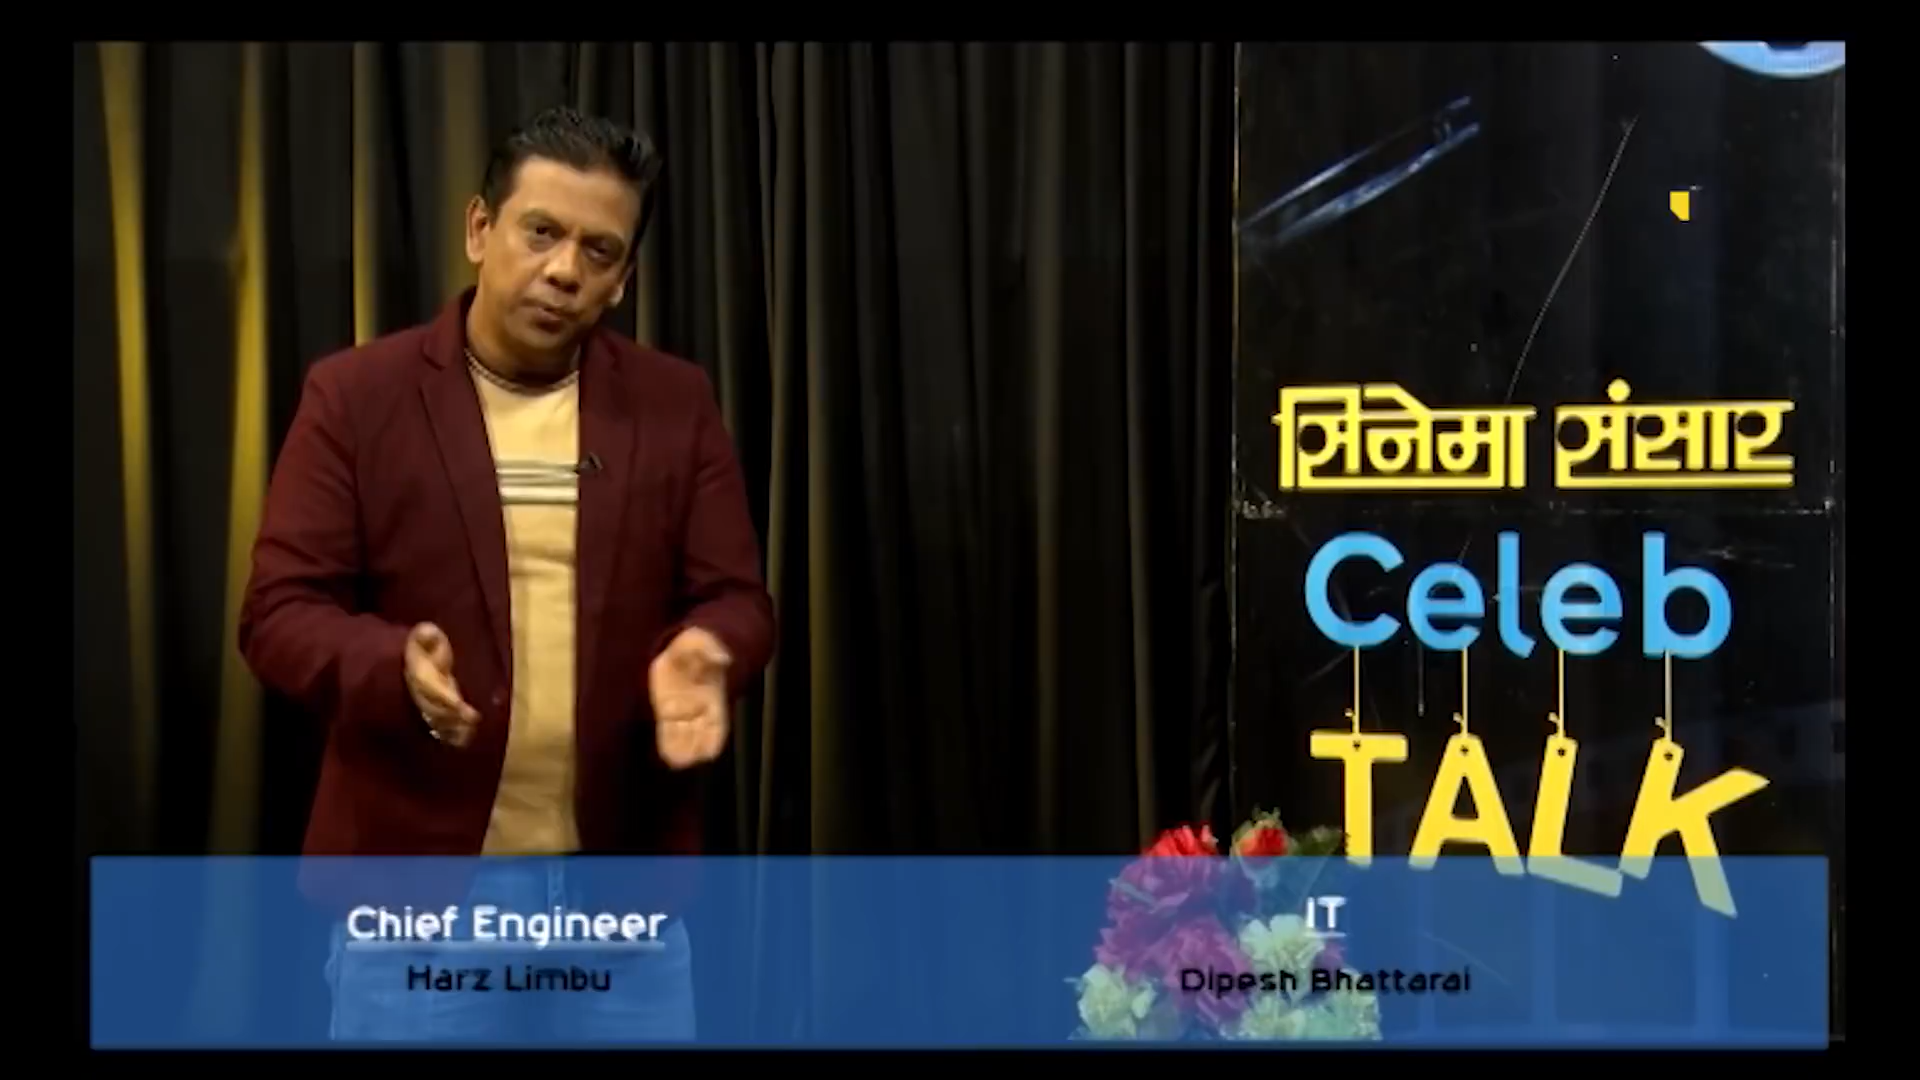 सिनेमा संसार
Celeb
TALK
Chief Engineer
Harz Limbu
IT
Dipesh Bhattarai